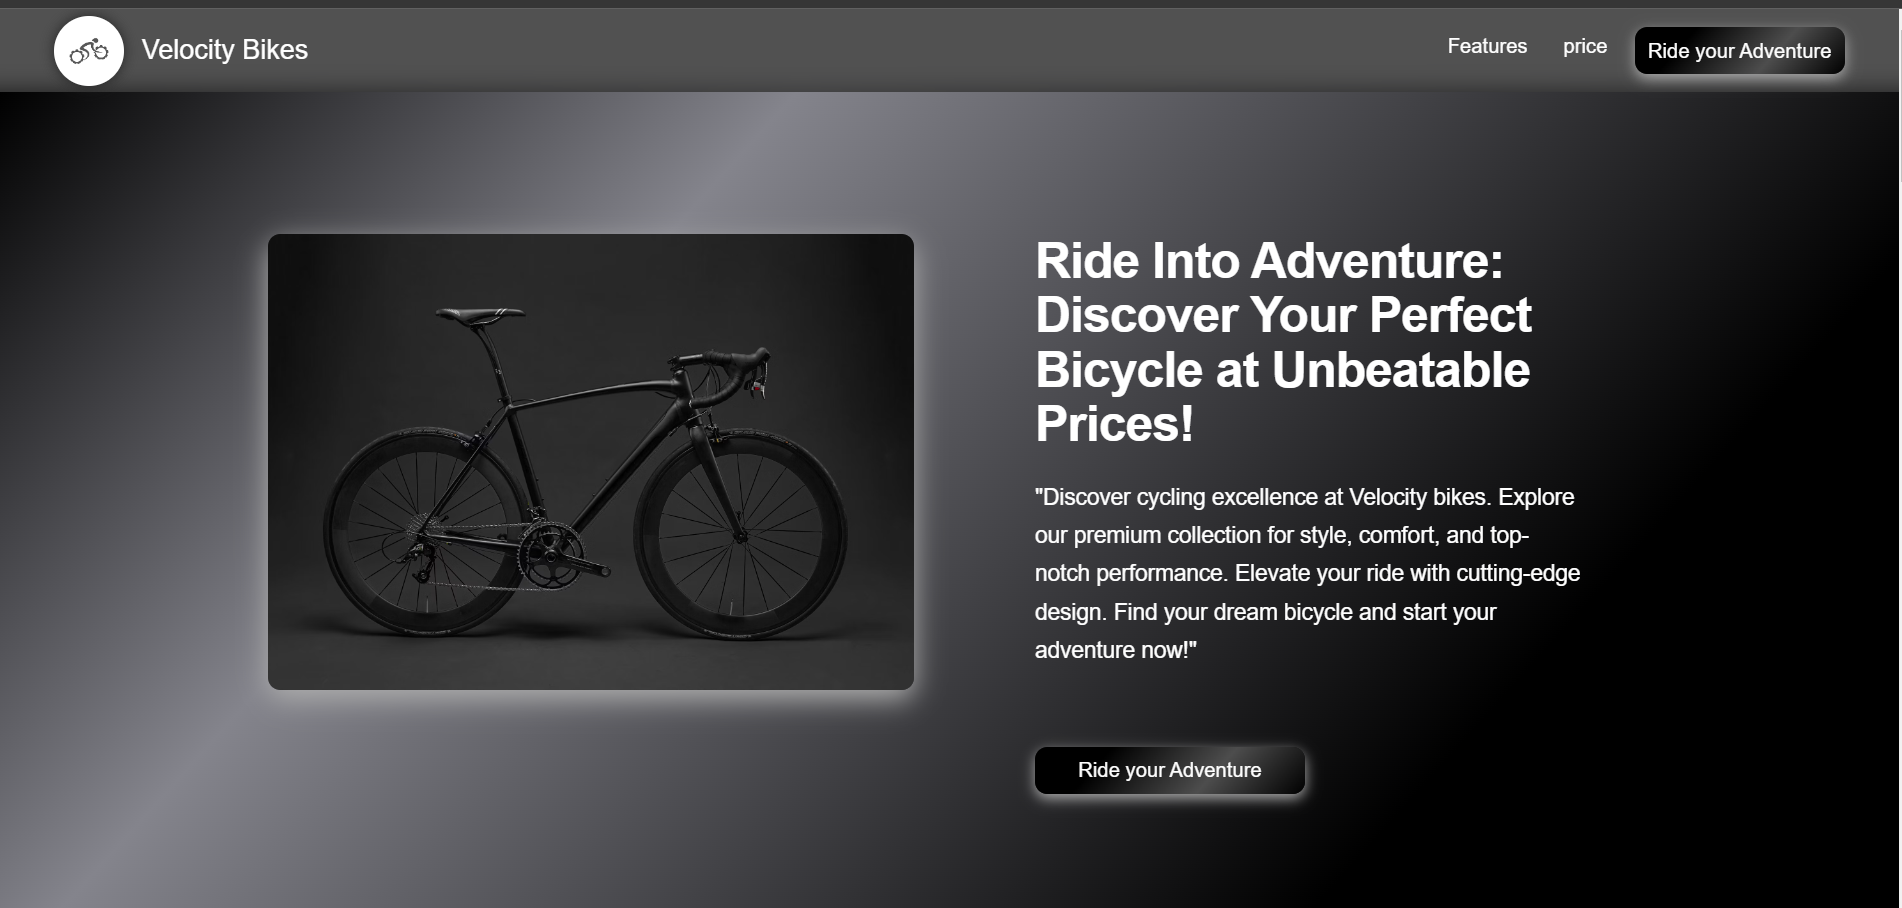 Velocity Bikes
Features
price
Ride your Adventure
Ride Into Adventure:
Discover Your Perfect
Bicycle at Unbeatable
Prices!
"Discover cycling excellence at Velocity bikes. Explore
our premium collection for style, comfort, and top-
notch performance. Elevate your ride with cutting-edge
design. Find your dream bicycle and start your
adventure now!"
Ride your Adventure